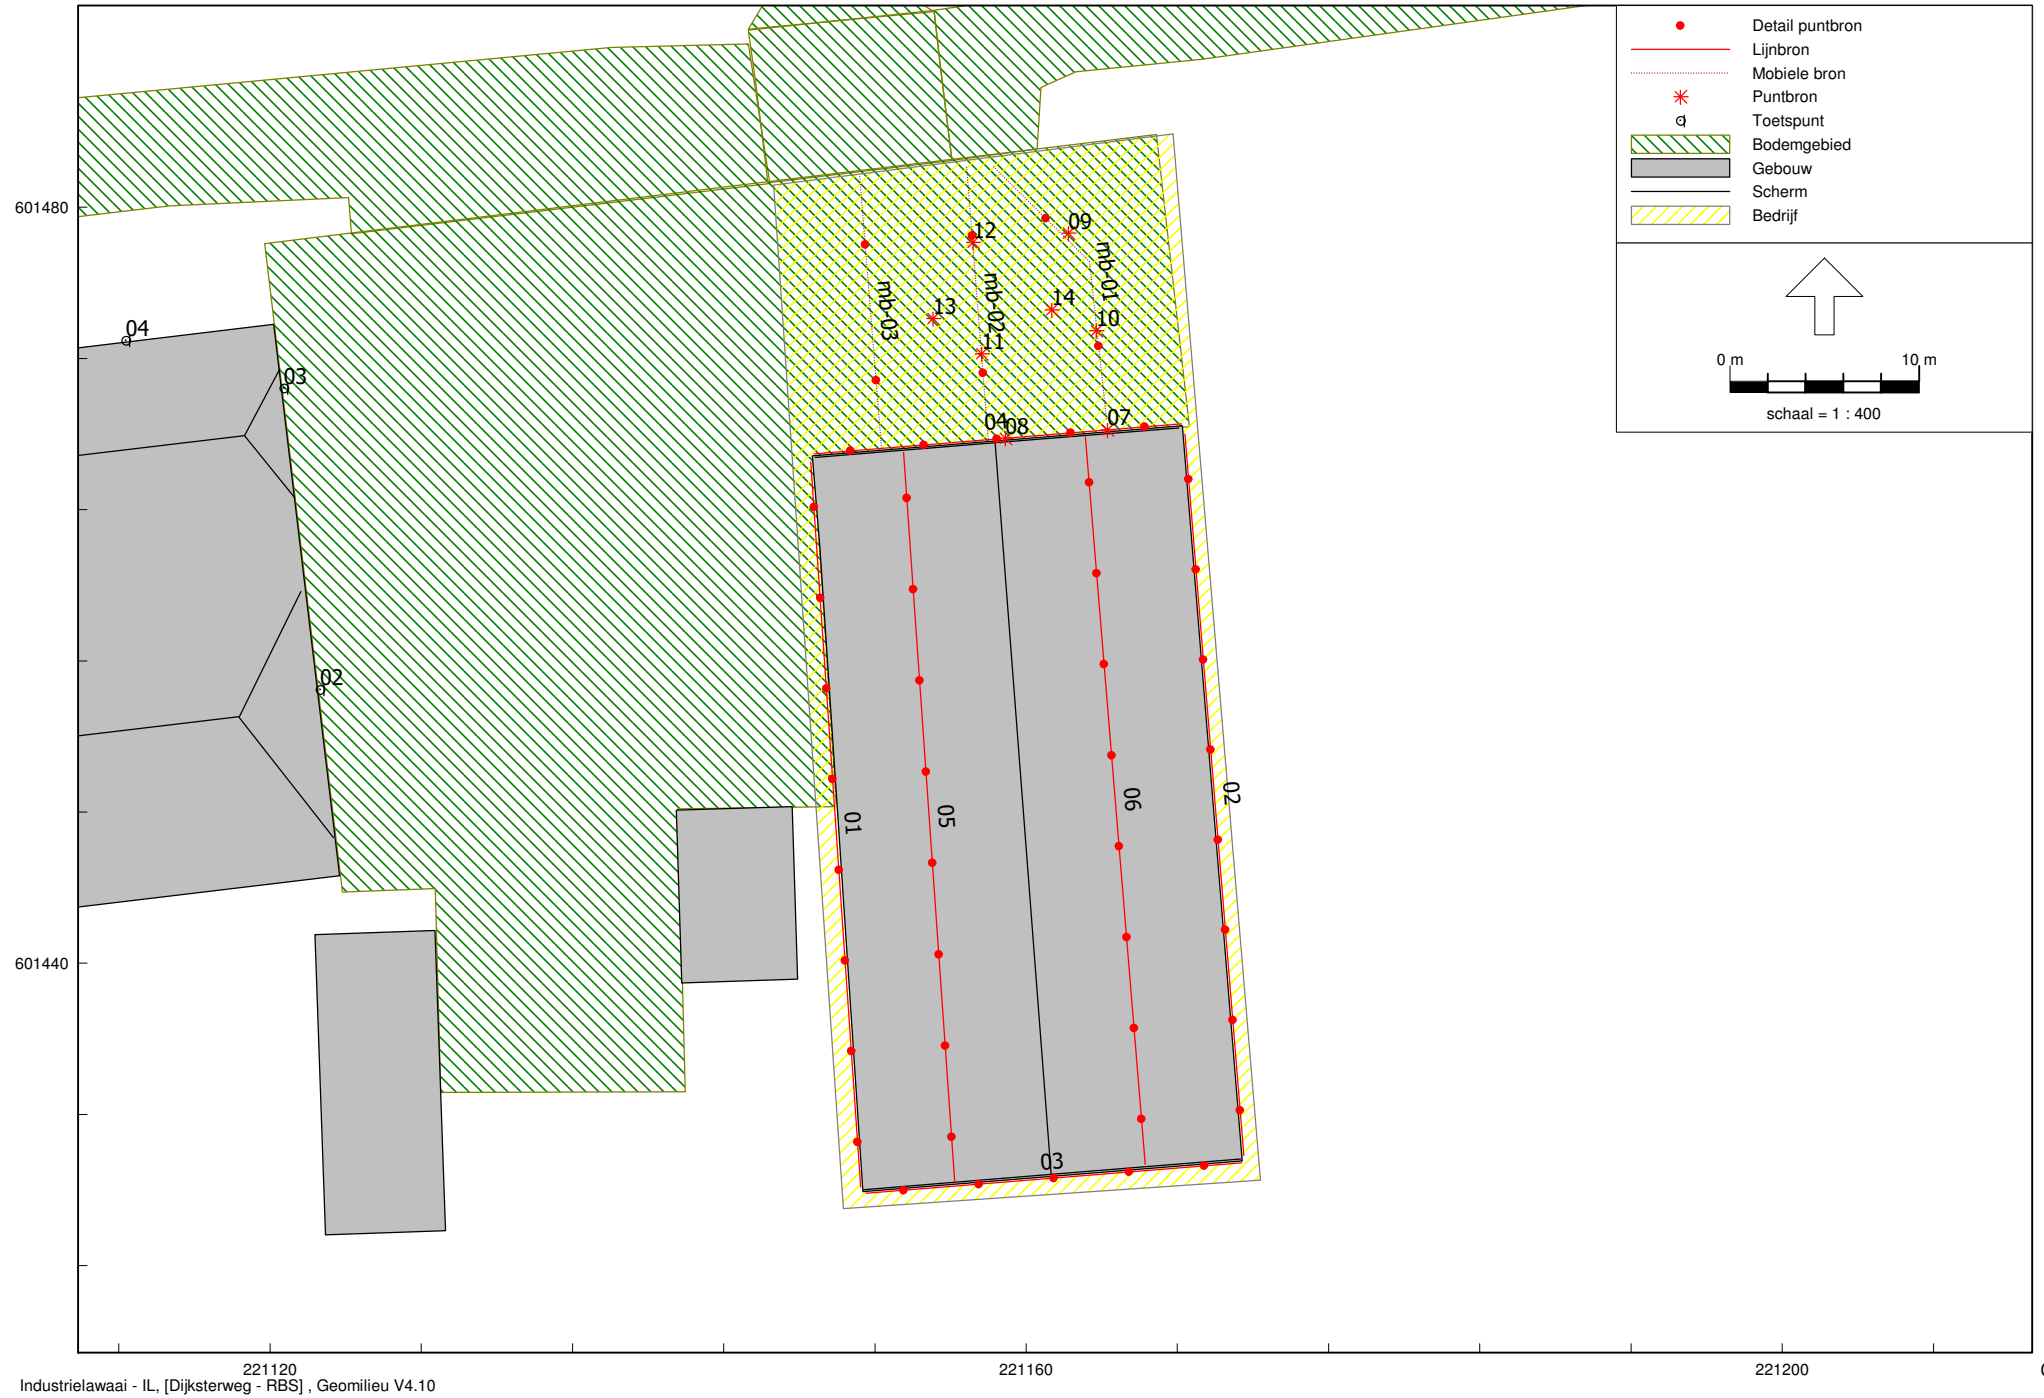 Detail puntbron
Lijnbron
Mobiele bron
Puntbron
Toetspunt
Bodemgebied
Gebouw
Scherm
Bedrijf
0 m 10 m
schaal = 1 : 400
601480
601440
221120 221160 221200
04
03
02
12
09
mb-01
mb-02
mb-03
13
14
10
11
04
08
07
01
05
06
02
03
Industrielawaai - IL, [Dijksterweg - RBS] , Geomilieu V4.10